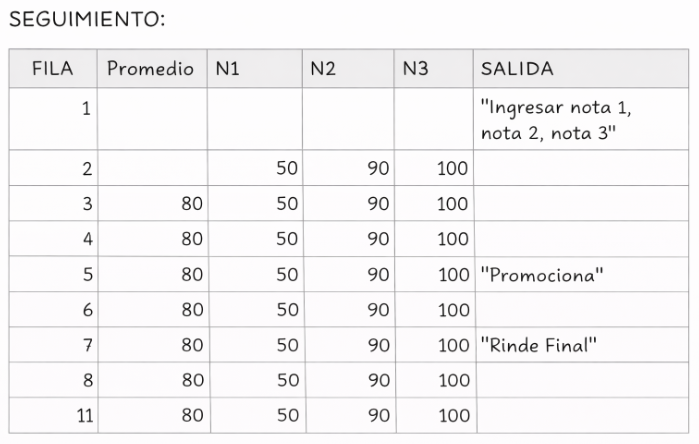 SEGUIMIENTO:
FILA Promedio N1 N2 N3 SALIDA
1 "Ingresar nota 1,
nota 2, nota 3"
2 50 90 100
3 80 50 90 100
4 80 50 90 100
5 80 50 90 100 "Promociona"
6 80 50 90 100
7 80 50 90 100 "Rinde Final"
8 80 50 90 100
11 80 50 90 100